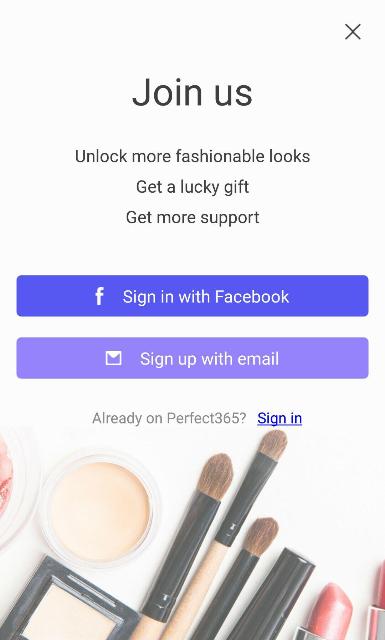 Join us
Unlock more fashionable looks
Get a lucky gift
Get more support
Sign in with Facebook
Sign up with email
Already on Perfect365? Sign in